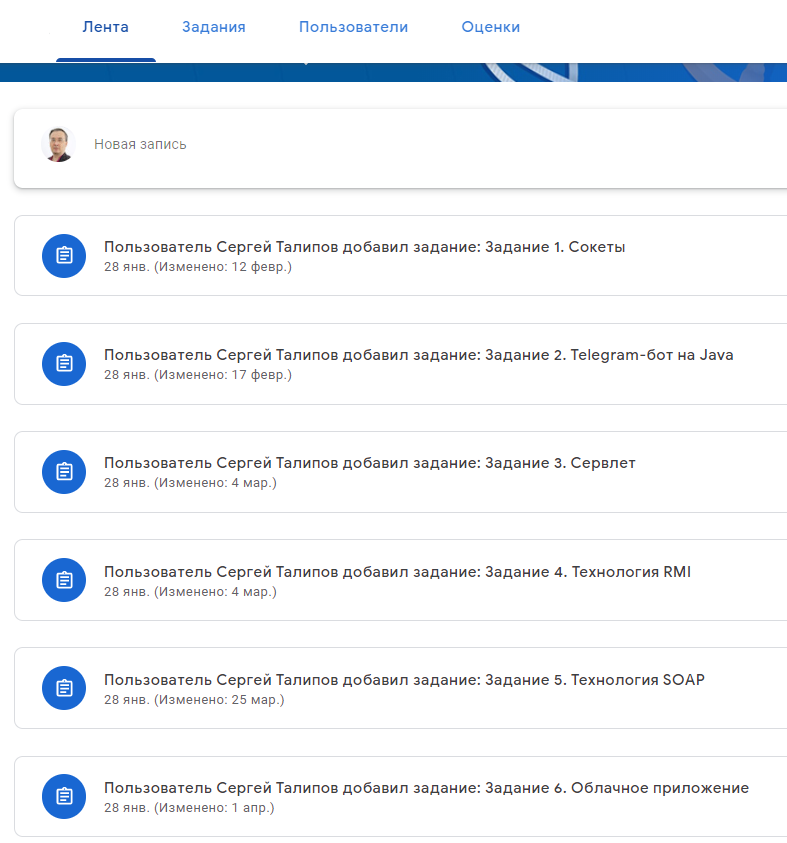 Лента Задания Пользователи Оценки
Новая запись
Пользователь Сергей Талипов добавил задание: Задание 1. Сокеты
28 янв. (Изменено: 12 февр.)
Пользователь Сергей Талипов добавил задание: Задание 2. Telegram-бот на Java
28 янв. (Изменено: 17 февр.)
Пользователь Сергей Талипов добавил задание: Задание 3. Сервлет
28 янв. (Изменено: 4 мар.)
Пользователь Сергей Талипов добавил задание: Задание 4. Технология RMI
28 янв. (Изменено: 4 мар.)
Пользователь Сергей Талипов добавил задание: Задание 5. Технология SOAP
28 янв. (Изменено: 25 мар.)
Пользователь Сергей Талипов добавил задание: Задание 6. Облачное приложение
28 янв. (Изменено: 1 апр.)